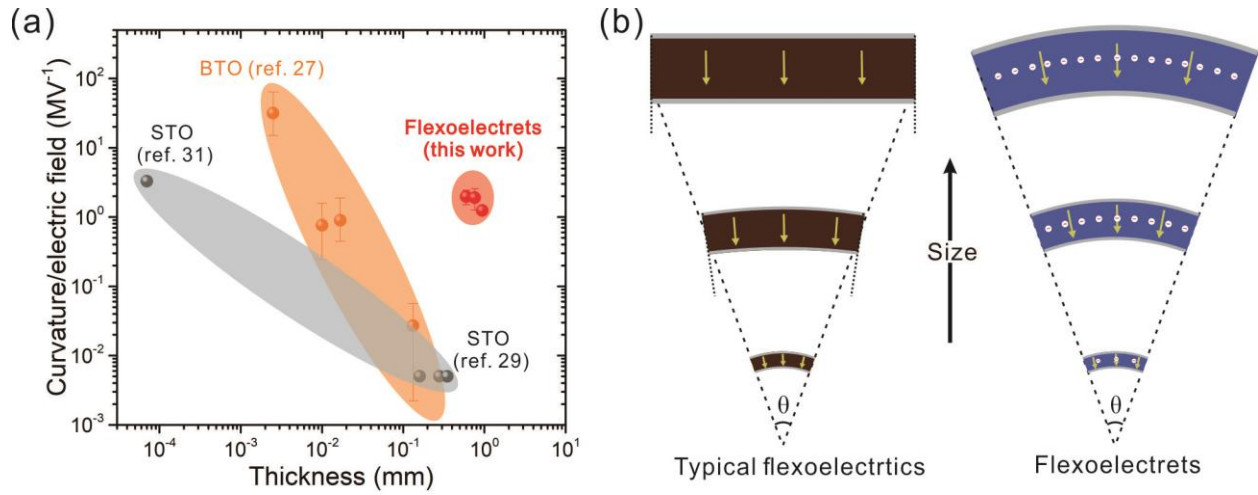 (a)
Curvature/electric field (MV⁻¹)
10²
10¹
10⁰
10⁻¹
10⁻²
10⁻³
BTO (ref. 27)
STO
(ref. 31)
Flexoelectrets
(this work)
STO
(ref. 29)
10⁻⁴
10⁻³
10⁻²
10⁻¹
10⁰
10¹
Thickness (mm)
(b)
Size
θ
θ
Typical flexoelectrtics
Flexoelectrets